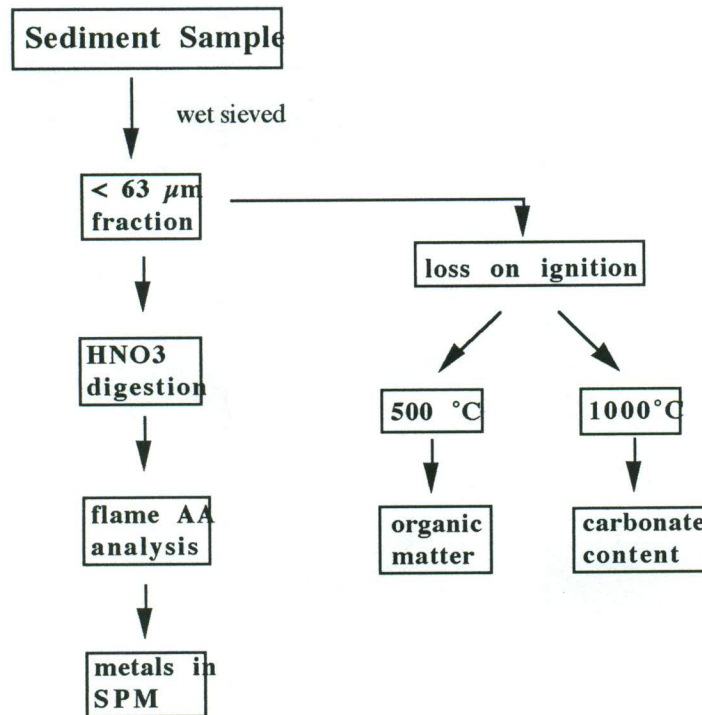 Sediment Sample
wet sieved
< 63 µm
fraction
loss on ignition
HNO3
digestion
500 °C
1000°C
flame AA
analysis
organic
matter
carbonate
content
metals in
SPM